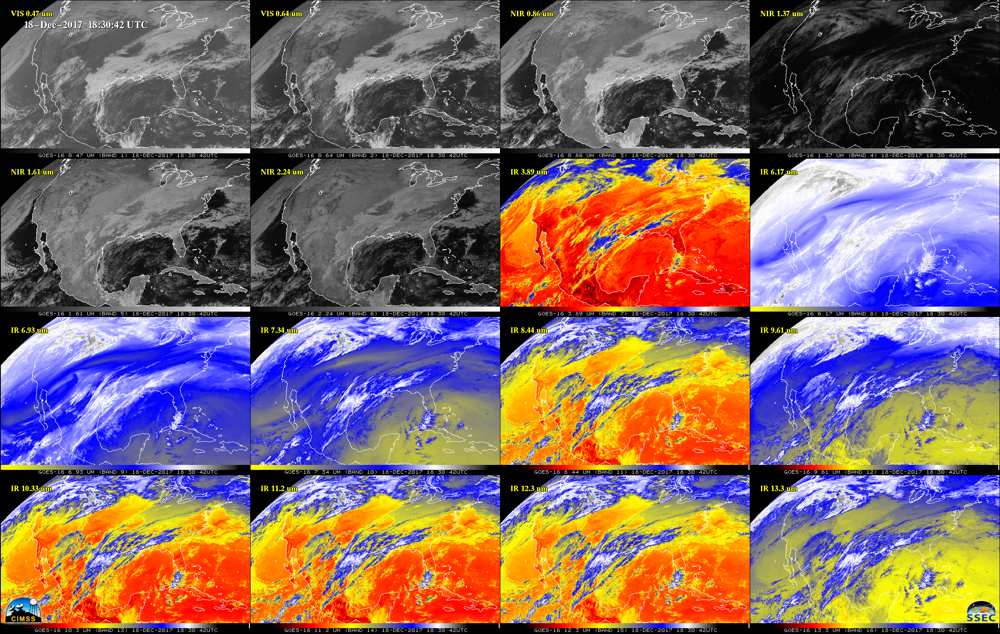 VIS 0.47 um
18-Dec-2017 18:30:42 UTC
VIS 0.64 um
NIR 0.86 um
NIR 1.37 um
GOES-16 0.47 UM (BAND 1) 18-DEC-2017 18:30:42UTC
GOES-16 0.64 UM (BAND 2) 18-DEC-2017 18:30:42UTC
GOES-16 0.86 UM (BAND 3) 18-DEC-2017 18:30:42UTC
GOES-16 1.37 UM (BAND 4) 18-DEC-2017 18:30:42UTC
NIR 1.61 um
NIR 2.24 um
IR 3.89 um
IR 6.17 um
GOES-16 1.61 UM (BAND 5) 18-DEC-2017 18:30:42UTC
GOES-16 2.24 UM (BAND 6) 18-DEC-2017 18:30:42UTC
GOES-16 3.89 UM (BAND 7) 18-DEC-2017 18:30:42UTC
GOES-16 6.17 UM (BAND 8) 18-DEC-2017 18:30:42UTC
IR 6.93 um
IR 7.34 um
IR 8.44 um
IR 9.61 um
GOES-16 6.93 UM (BAND 9) 18-DEC-2017 18:30:42UTC
GOES-16 7.34 UM (BAND 10) 18-DEC-2017 18:30:42UTC
GOES-16 8.44 UM (BAND 11) 18-DEC-2017 18:30:42UTC
GOES-16 9.61 UM (BAND 12) 18-DEC-2017 18:30:42UTC
IR 10.33 um
IR 11.2 um
IR 12.3 um
IR 13.3 um
CIMSS
SSEC
GOES-16 10.3 UM (BAND 13) 18-DEC-2017 18:30:42UTC
GOES-16 11.2 UM (BAND 14) 18-DEC-2017 18:30:42UTC
GOES-16 12.3 UM (BAND 15) 18-DEC-2017 18:30:42UTC
GOES-16 13.3 UM (BAND 16) 18-DEC-2017 18:30:42UTC